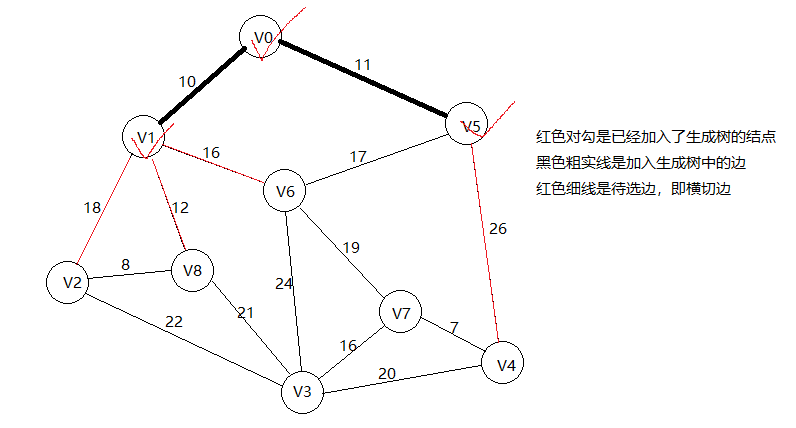 V0
11
10
V5
V1
红色对勾是已经加入了生成树的结点
16
17
黑色粗实线是加入生成树中的边
V6
红色细线是待选边，即横切边
18
12
26
19
8
V8
V2
24
21
V7
22
7
16
V4
20
V3